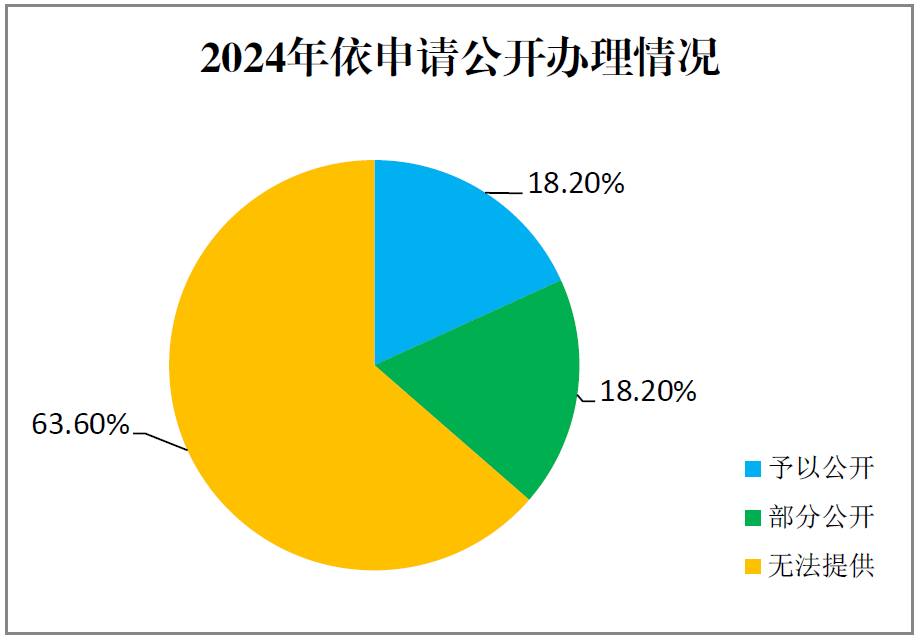 2024年依申请公开办理情况
18.20%
18.20%
63.60%
予以公开
部分公开
无法提供